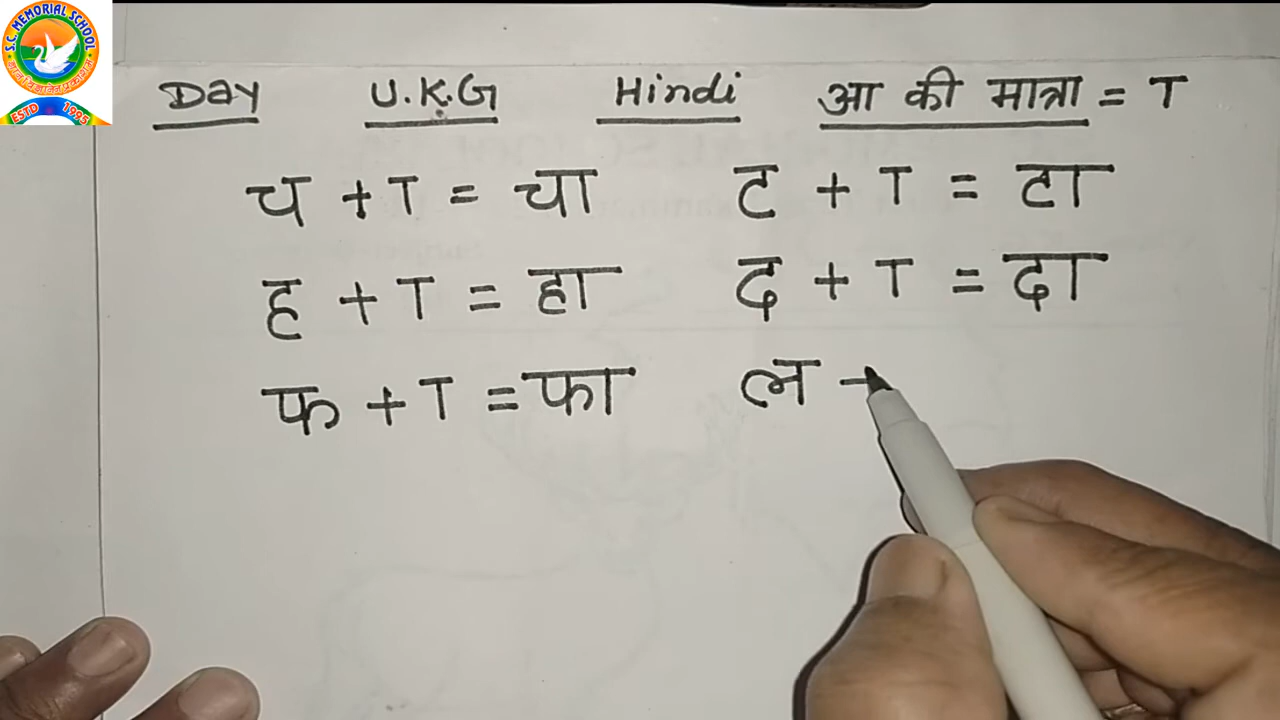 S.C. MEMORIAL SCHOOL
ESTD 1995
Day U.K.G Hindi आ की मात्रा = ा
च + ा = चा ट + ा = टा
ह + ा = हा द + ा = दा
फ + ा = फा ल -